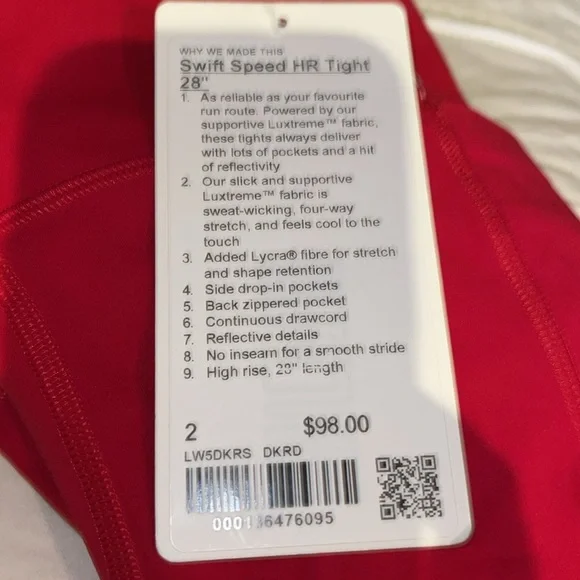 WHY WE MADE THIS
Swift Speed HR Tight
28"
1. As reliable as your favourite
run route. Powered by our
supportive Luxtreme™ fabric,
these tights always deliver
with lots of pockets and a hit
of reflectivity
2. Our slick and supportive
Luxtreme™ fabric is
sweat-wicking, four-way
stretch, and feels cool to the
touch
3. Added Lycra® fibre for stretch
and shape retention
4. Side drop-in pockets
5. Back zippered pocket
6. Continuous drawcord
7. Reflective details
8. No inseam for a smooth stride
9. High rise, 28" length
2 $98.00
LW5DKRS DKRD
000136476095